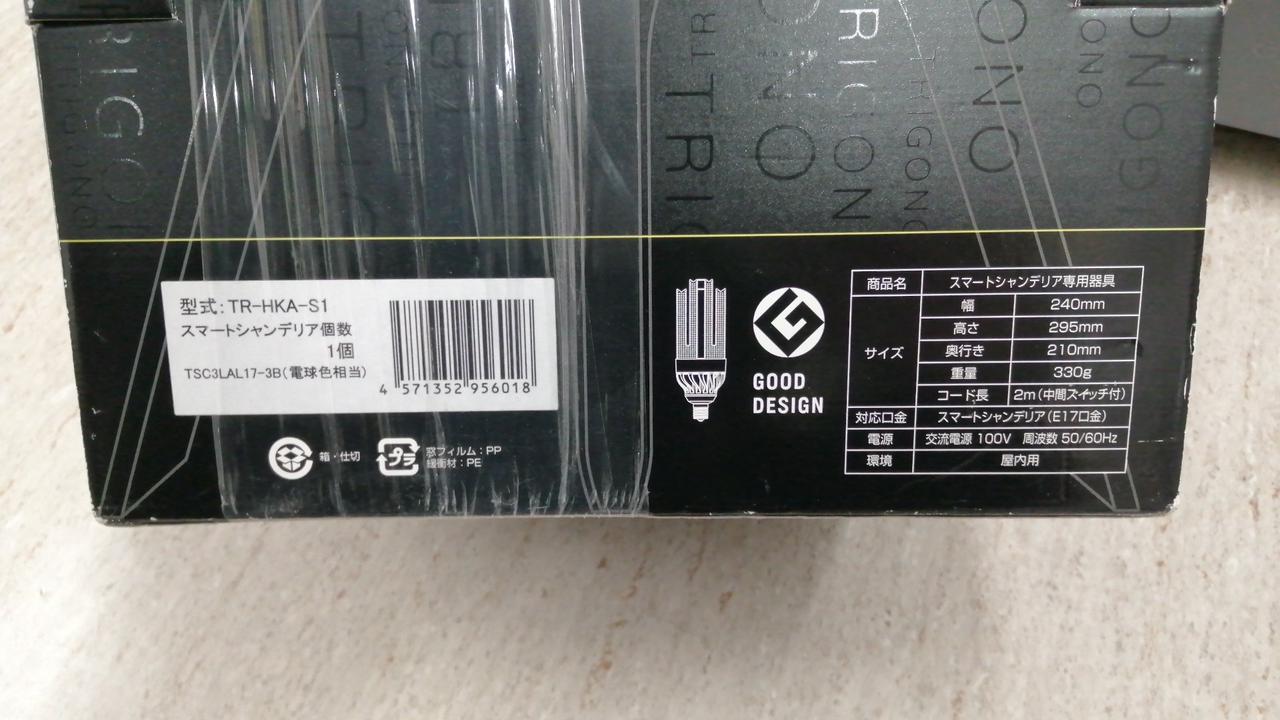 TRIGONO
型式：TR-HKA-S1
スマートシャンデリア個数
1個
TSC3LAL17-3B（電球色相当）
4 571352 956018
箱・仕切
プラ
窓フィルム：PP
緩衝材：PE
GOOD
DESIGN
商品名 スマートシャンデリア専用器具
サイズ
幅 240mm
高さ 295mm
奥行き 210mm
重量 330g
コード長 2m（中間スイッチ付）
対応口金 スマートシャンデリア（E17口金）
電源 交流電源 100V 周波数 50/60Hz
環境 屋内用